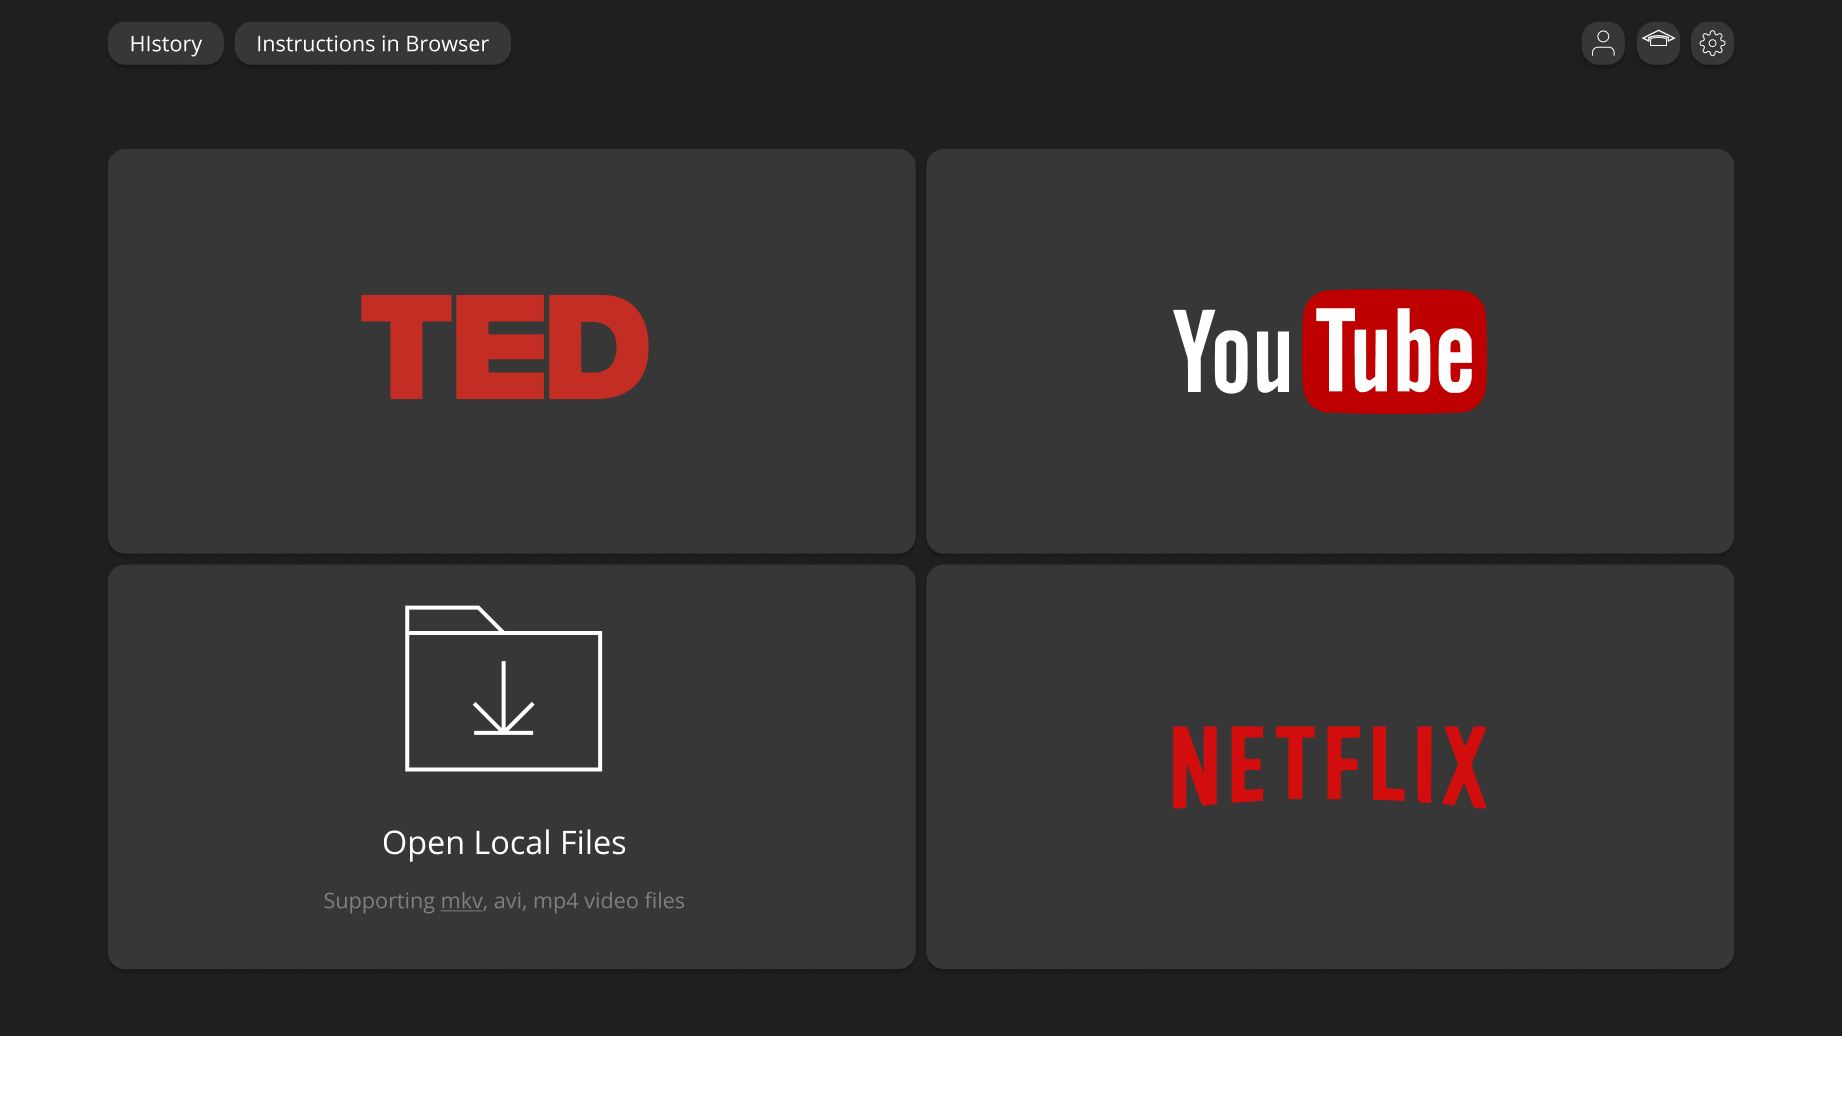 HIstory
Instructions in Browser
TED
YouTube
Open Local Files
Supporting mkv, avi, mp4 video files
NETFLIX